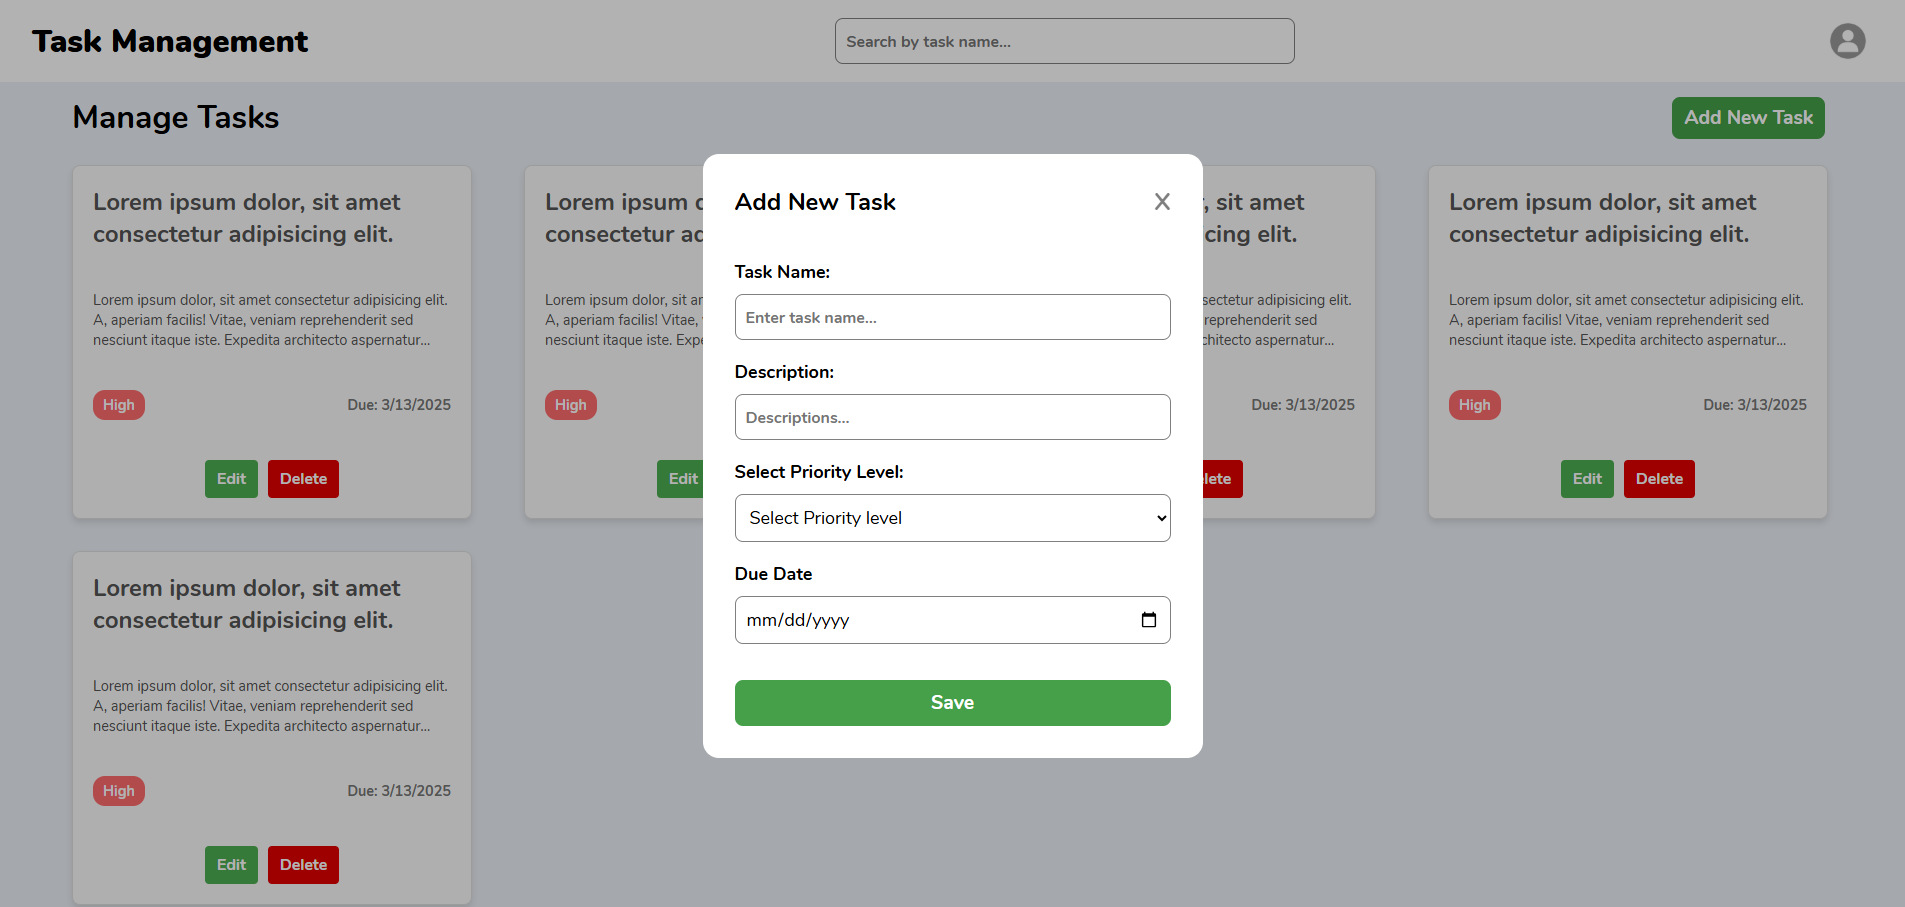 Task Management
Search by task name...
Manage Tasks
Add New Task
Lorem ipsum dolor, sit amet
consectetur adipisicing elit.
Lorem ipsum dolor, sit amet consectetur adipisicing elit.
A, aperiam facilis! Vitae, veniam reprehenderit sed
nesciunt itaque iste. Expedita architecto aspernatur...
High
Due: 3/13/2025
Edit
Delete
Lorem ipsum
consectetur
Lorem ipsum dolor, sit
A, aperiam facilis! Vitae,
nesciunt itaque iste.
High
Edit
Add New Task
X
Task Name:
Enter task name...
Description:
Descriptions...
Select Priority Level:
Select Priority level
Due Date
mm/dd/yyyy
Save
, sit amet
elit.
adipisicing elit.
reprehenderit sed
aspernatur...
Due: 3/13/2025
Lorem ipsum dolor, sit amet
consectetur adipisicing elit.
Lorem ipsum dolor, sit amet consectetur adipisicing elit.
A, aperiam facilis! Vitae, veniam reprehenderit sed
nesciunt itaque iste. Expedita architecto aspernatur...
High
Due: 3/13/2025
Edit
Delete
Lorem ipsum dolor, sit amet
consectetur adipisicing elit.
Lorem ipsum dolor, sit amet consectetur adipisicing elit.
A, aperiam facilis! Vitae, veniam reprehenderit sed
nesciunt itaque iste. Expedita architecto aspernatur...
High
Due: 3/13/2025
Edit
Delete